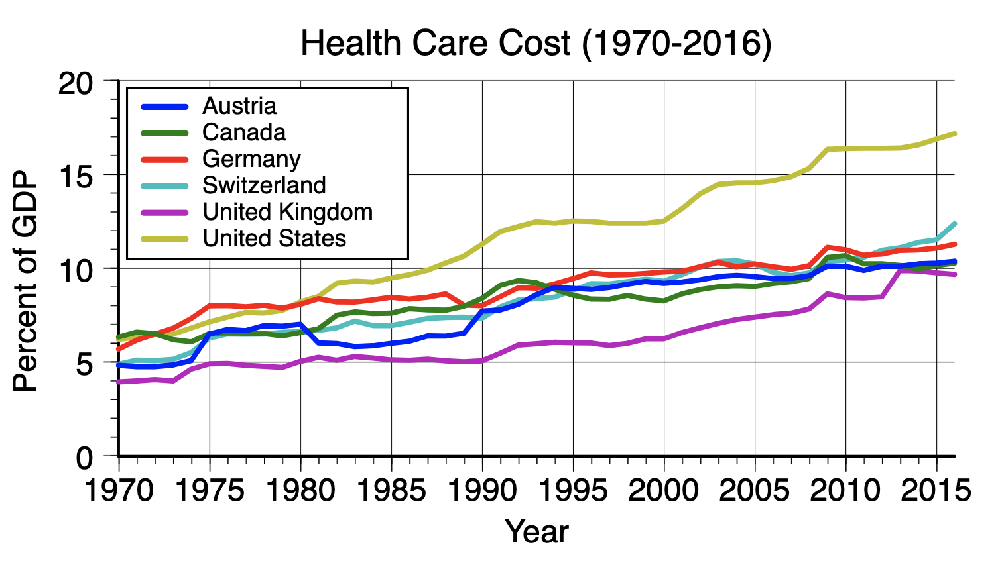 Health Care Cost (1970-2016)
Austria
Canada
Germany
Switzerland
United Kingdom
United States
Percent of GDP
20
15
10
5
0
1970 1975 1980 1985 1990 1995 2000 2005 2010 2015
Year